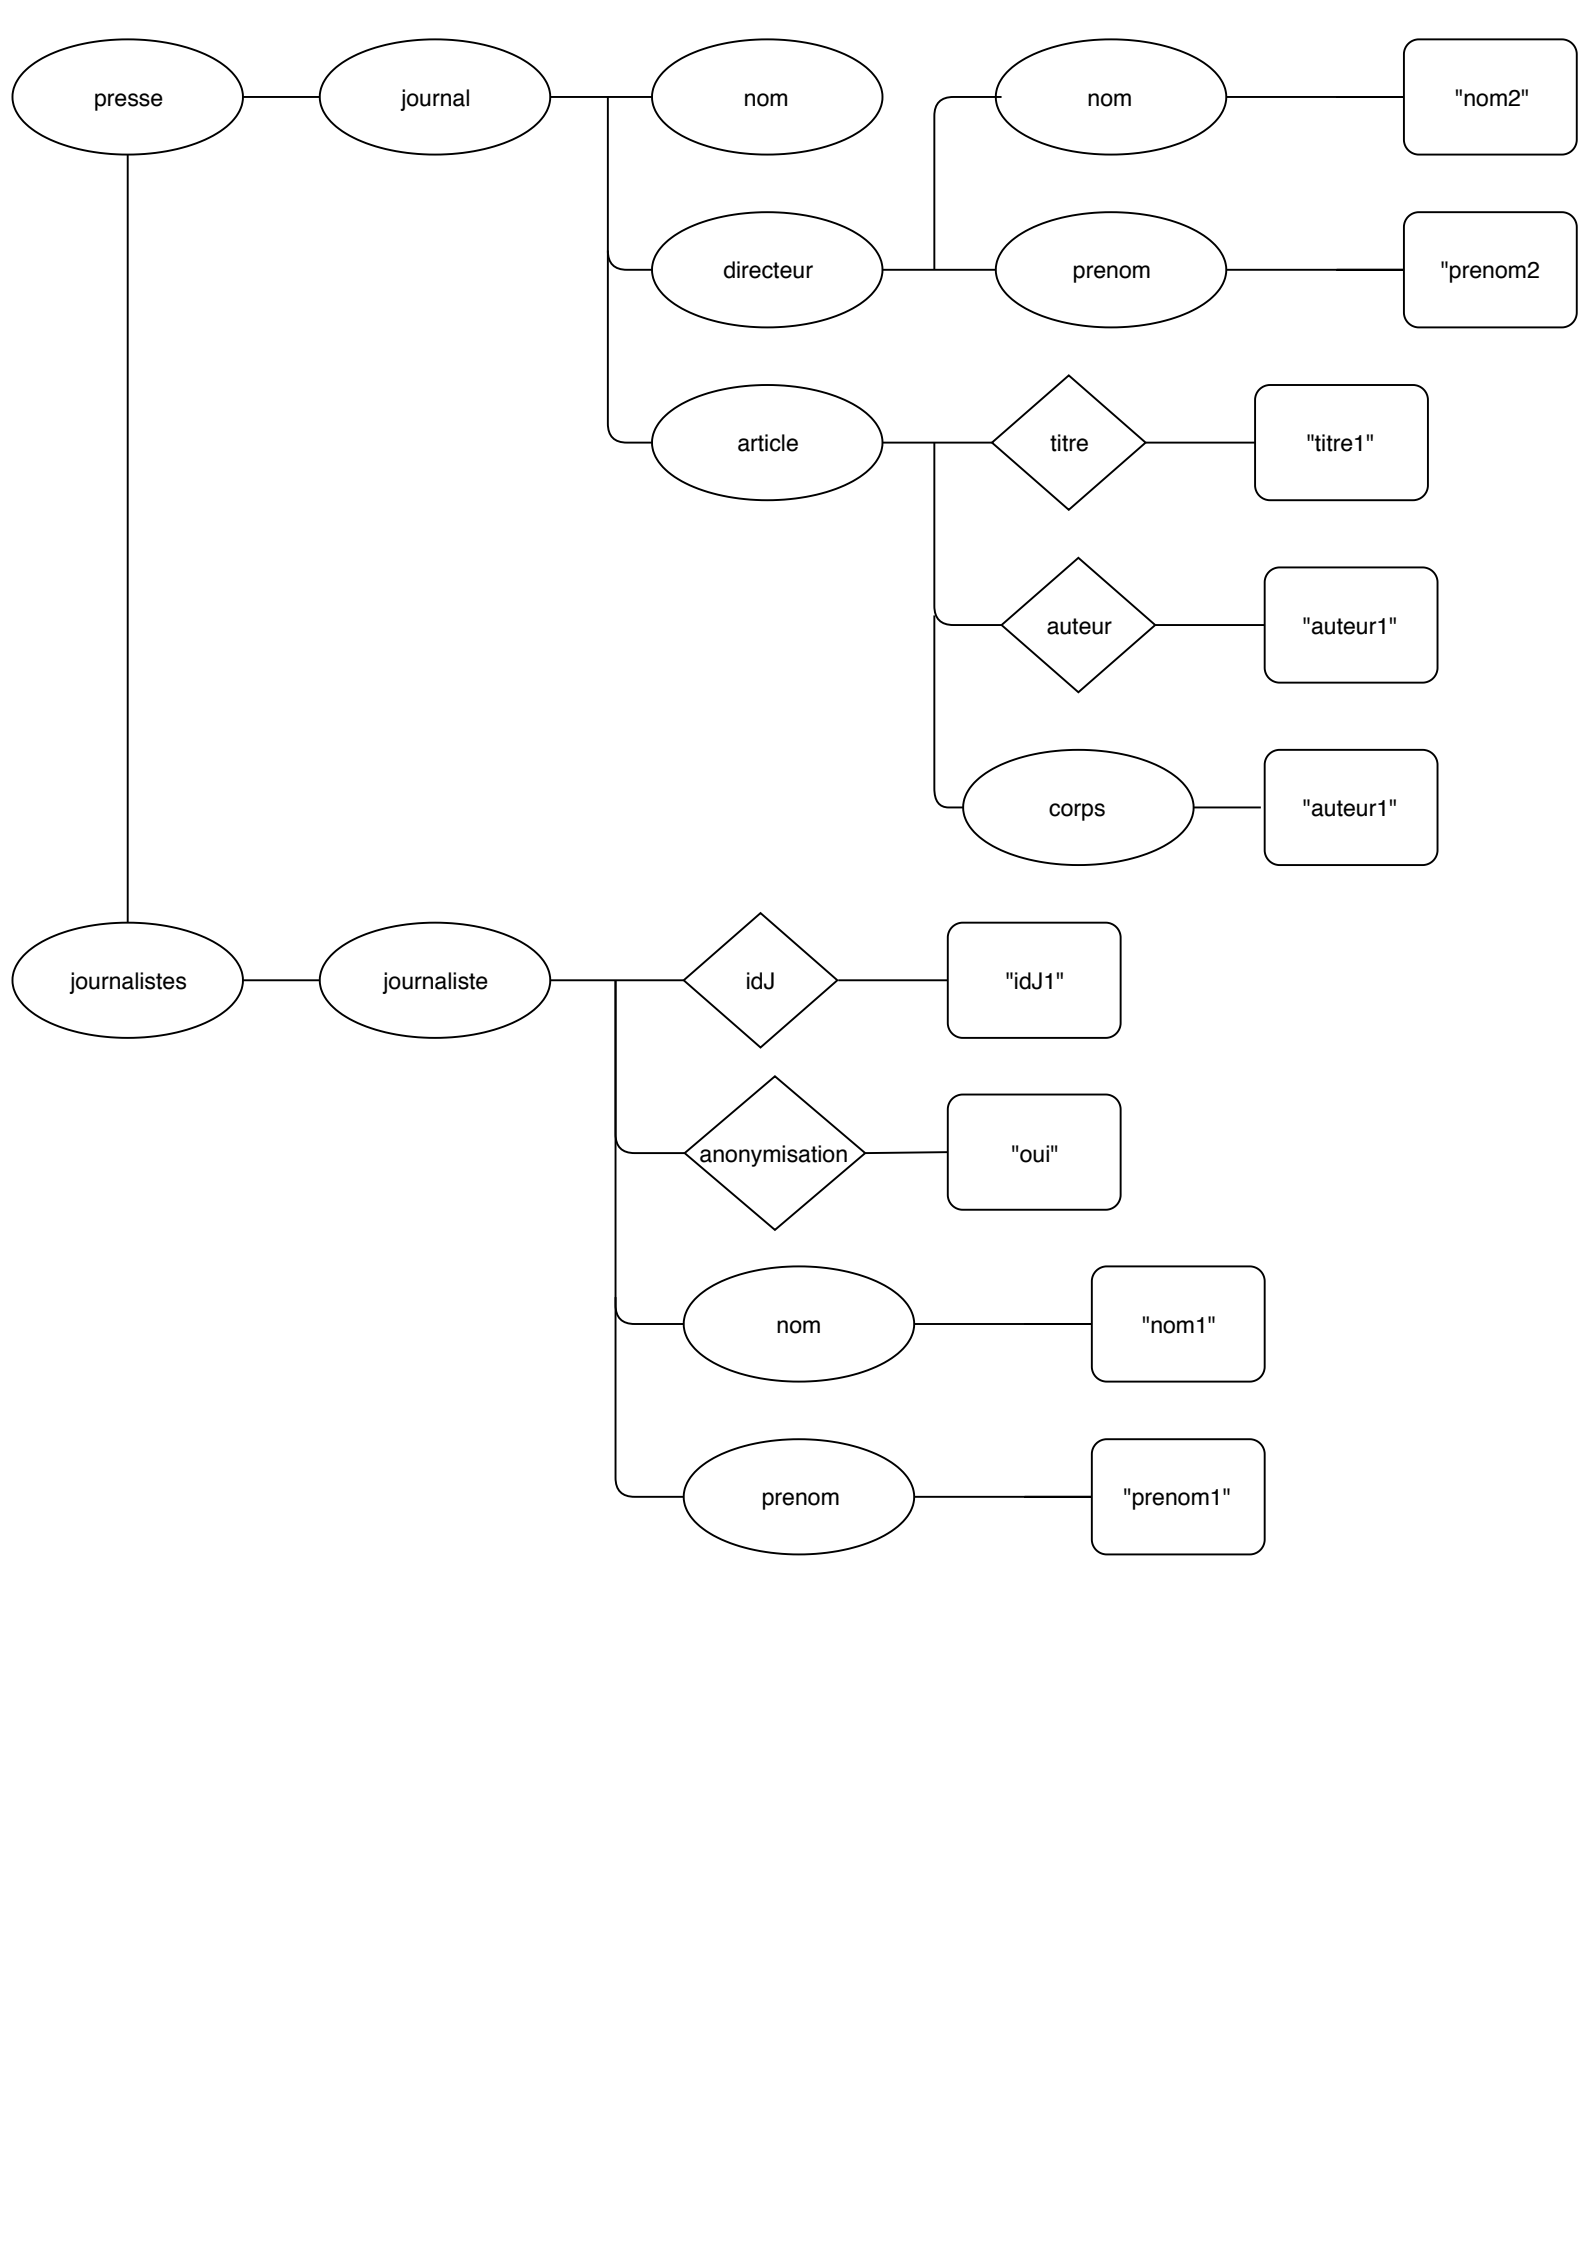 presse
journal
nom
nom
"nom2"
directeur
prenom
"prenom2
article
titre
"titre1"
auteur
"auteur1"
corps
"auteur1"
journalistes
journaliste
idJ
"idJ1"
anonymisation
"oui"
nom
"nom1"
prenom
"prenom1"